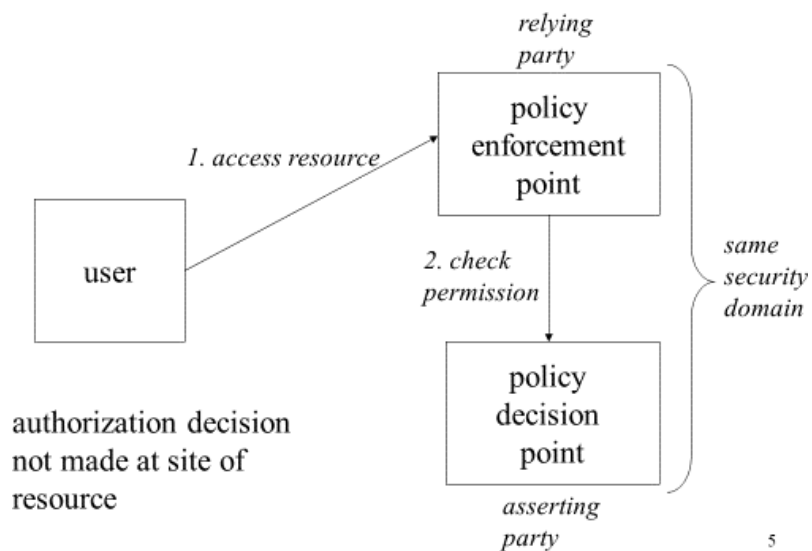 relying
party
policy
enforcement
point
1. access resource
user
2. check
permission
same
security
domain
policy
decision
point
authorization decision
not made at site of
resource
asserting
party
5